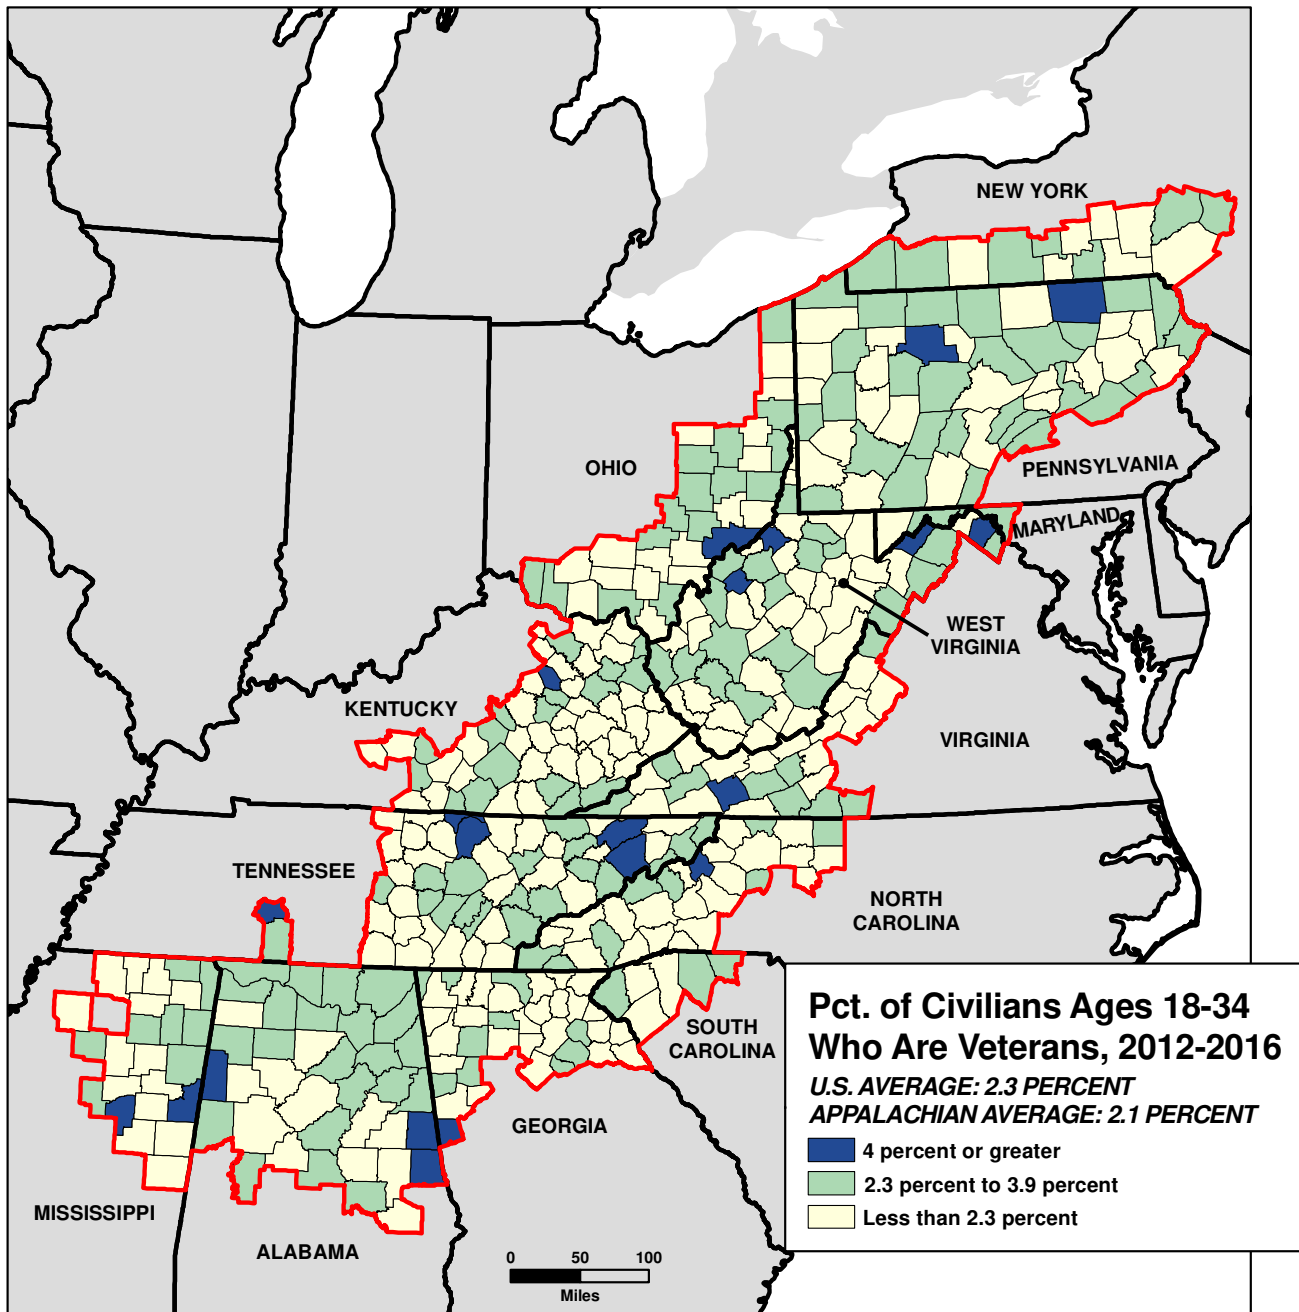 NEW YORK
OHIO
PENNSYLVANIA
MARYLAND
WEST
VIRGINIA
KENTUCKY
VIRGINIA
TENNESSEE
NORTH
CAROLINA
SOUTH
CAROLINA
GEORGIA
MISSISSIPPI
ALABAMA
Pct. of Civilians Ages 18-34
Who Are Veterans, 2012-2016
U.S. AVERAGE: 2.3 PERCENT
APPALACHIAN AVERAGE: 2.1 PERCENT
4 percent or greater
2.3 percent to 3.9 percent
Less than 2.3 percent
0 50 100
Miles